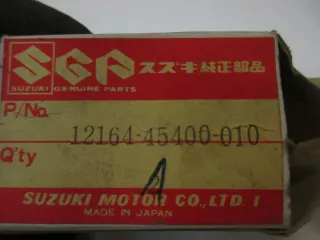 SGP スズキ純正部品
SUZUKI GENUINE PARTS
P/No. 12164-45400-010
Q'ty A
SUZUKI MOTOR CO.,LTD. I
MADE IN JAPAN